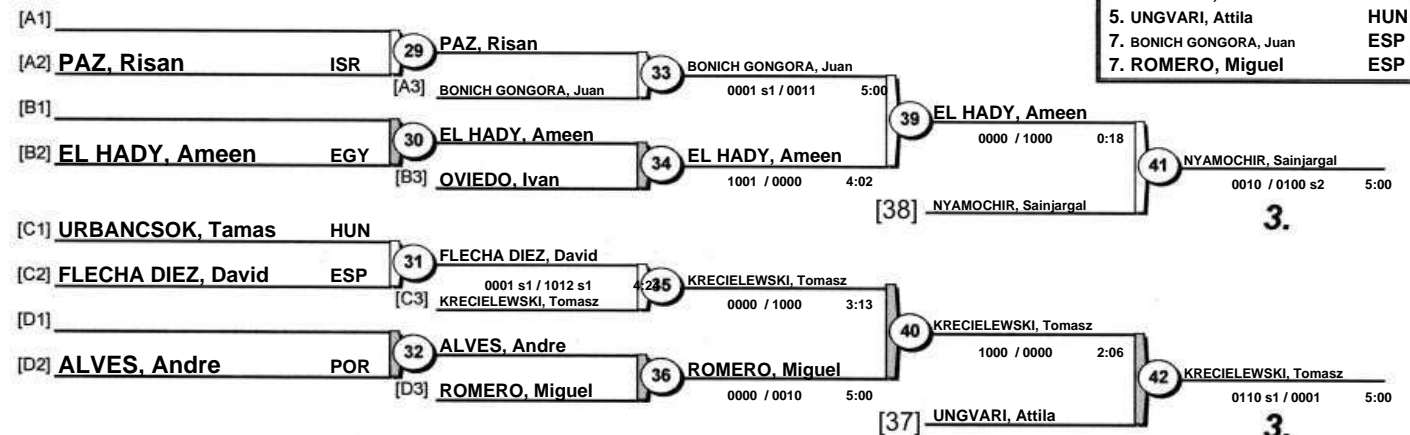 5. UNGVARI, Attila HUN
7. BONICH GONGORA, Juan ESP
7. ROMERO, Miguel ESP
[A1]
[A2] PAZ, Risan ISR
29
PAZ, Risan
[A3] BONICH GONGORA, Juan
33
BONICH GONGORA, Juan
0001 s1 / 0011 5:00
[B1]
[B2] EL HADY, Ameen EGY
30
EL HADY, Ameen
[B3] OVIEDO, Ivan
34
EL HADY, Ameen
1001 / 0000 4:02
39
EL HADY, Ameen
0000 / 1000 0:18
[38] NYAMOCHIR, Sainjargal
41
NYAMOCHIR, Sainjargal
0010 / 0100 s2 5:00
3.
[C1] URBANCSOK, Tamas HUN
[C2] FLECHA DIEZ, David ESP
31
FLECHA DIEZ, David
0001 s1 / 1012 s1
[C3] KRECIELEWSKI, Tomasz
35
KRECIELEWSKI, Tomasz
0000 / 1000 3:13
[D1]
[D2] ALVES, Andre POR
32
ALVES, Andre
[D3] ROMERO, Miguel
36
ROMERO, Miguel
0000 / 0010 5:00
40
KRECIELEWSKI, Tomasz
1000 / 0000 2:06
[37] UNGVARI, Attila
42
KRECIELEWSKI, Tomasz
0110 s1 / 0001 5:00
3.